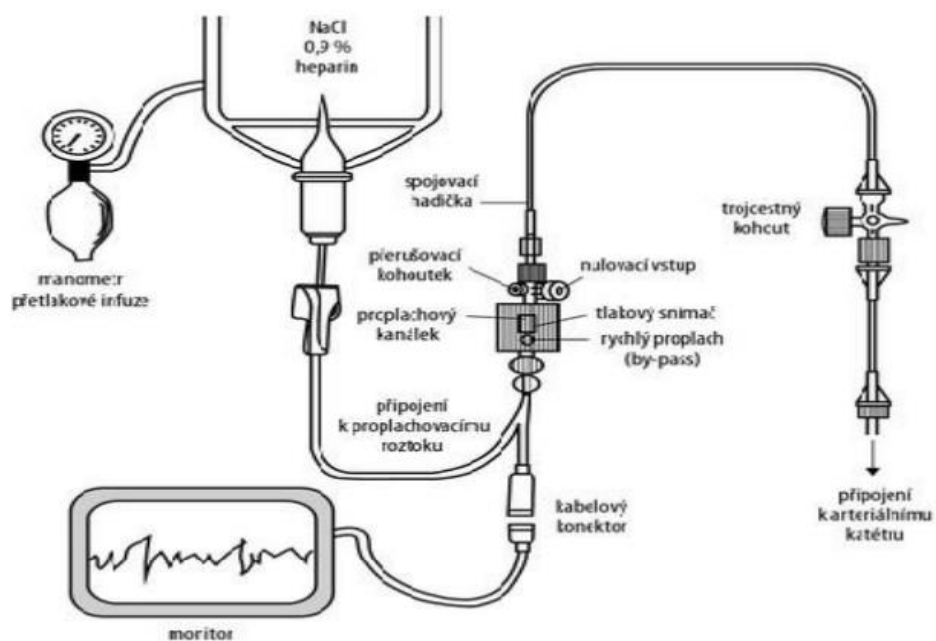 NaCl
0,9 %
heparin
manometr
přetlakové infuze
spojovací
hadička
přerušovací
kohoutek
nulovací vstup
proplachový
kanálek
tlakový snímač
rychlý proplach
(by-pass)
trojcestný
kohout
připojení
k proplachovacímu
roztoku
kabelový
konektor
připojení
k arteriálnímu
katétru
monitor